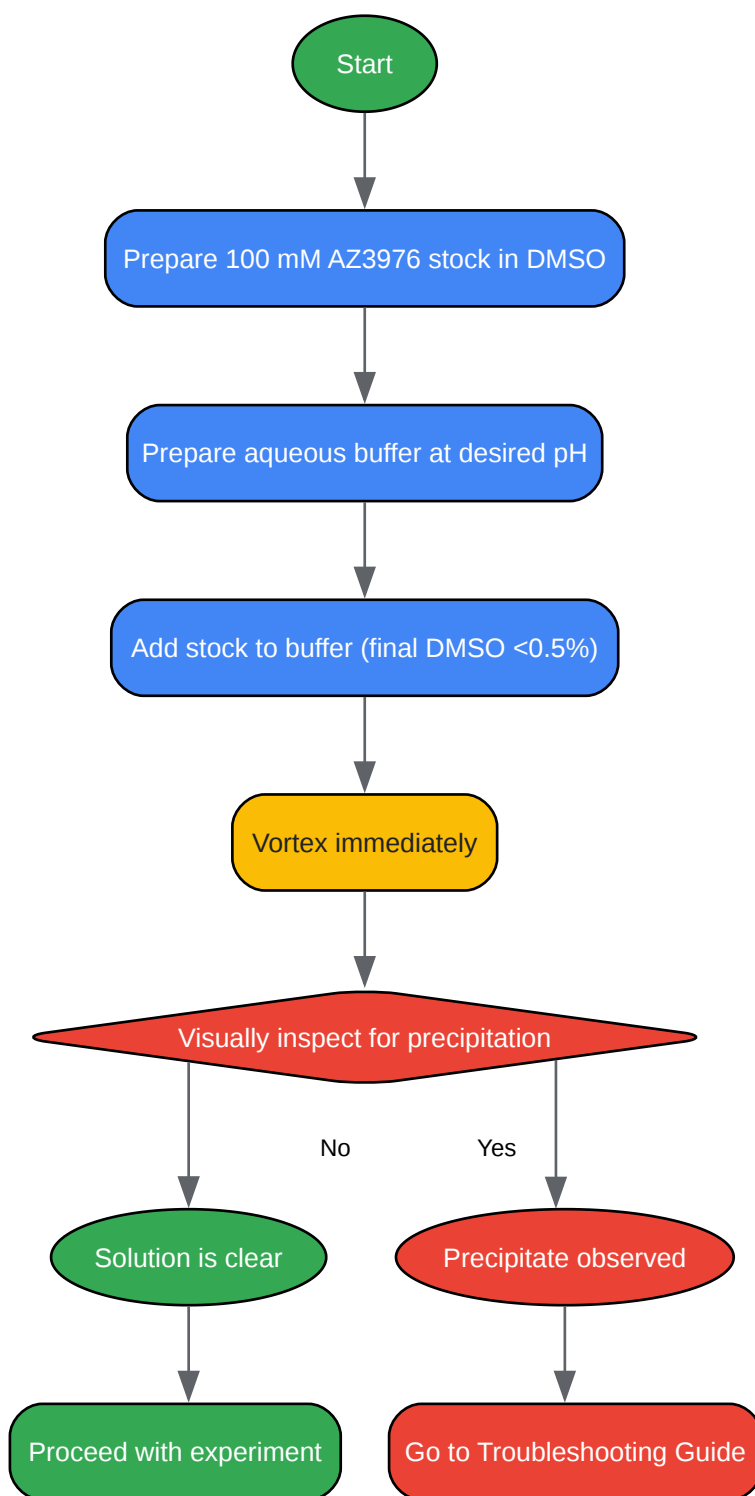 Start
Prepare 100 mM AZ3976 stock in DMSO
Prepare aqueous buffer at desired pH
Add stock to buffer (final DMSO <0.5%)
Vortex immediately
Visually inspect for precipitation
No
Yes
Solution is clear
Precipitate observed
Proceed with experiment
Go to Troubleshooting Guide